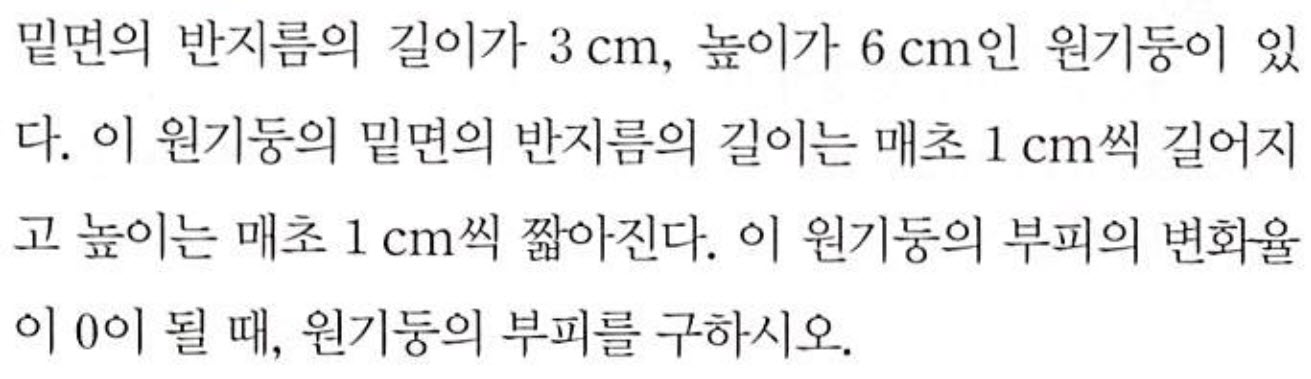 밑면의 반지름의 길이가 3 cm, 높이가 6 cm인 원기둥이 있
다. 이 원기둥의 밑면의 반지름의 길이는 매초 1 cm씩 길어지
고 높이는 매초 1 cm씩 짧아진다. 이 원기둥의 부피의 변화율
이 0이 될 때, 원기둥의 부피를 구하시오.